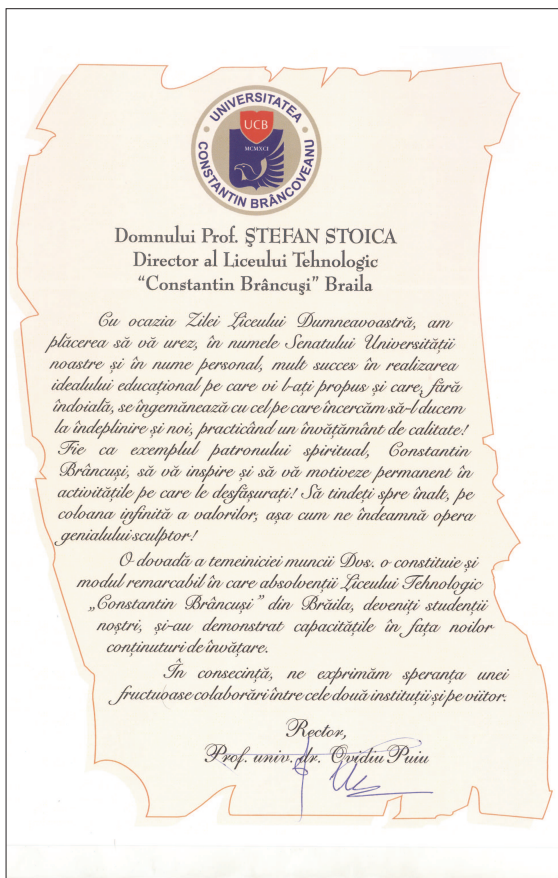 UNIVERSITATEA
UCB
MCMXCI
CONSTANTIN BRÂNCOVEANU
Domnului Prof. ŞTEFAN STOICA
Director al Liceului Tehnologic
“Constantin Brâncuşi” Braila
Cu ocazia Zilei Liceului Dumneavoastră, am
plăcerea să vă urez, în numele Senatului Universității
noastre și în nume personal, mult succes în realizarea
idealului educațional pe care vi l-ați propus și care, fără
îndoială, se îngemănează cu cel pe care încercăm să-l ducem
la îndeplinire și noi, practicând un învățământ de calitate!
Fie ca exemplul patronului spiritual, Constantin
Brâncuși, să vă inspire și să vă motiveze permanent în
activitățile pe care le desfășurați! Să tindeți spre înalt, pe
coloana infinită a valorilor, așa cum ne îndeamnă opera
genialului sculptor!
O dovadă a temeiniciei muncii Dvs. o constituie și
modul remarcabil în care absolvenții Liceului Tehnologic
„Constantin Brâncuși” din Brăila, deveniți studenții
noștri, și-au demonstrat capacitățile în fața noilor
conținuturi de învățare.
În consecință, ne exprimăm speranța unei
fructuoase colaborări între cele două instituții și pe viitor.
Rector,
Prof. univ. dr. Ovidiu Puiu